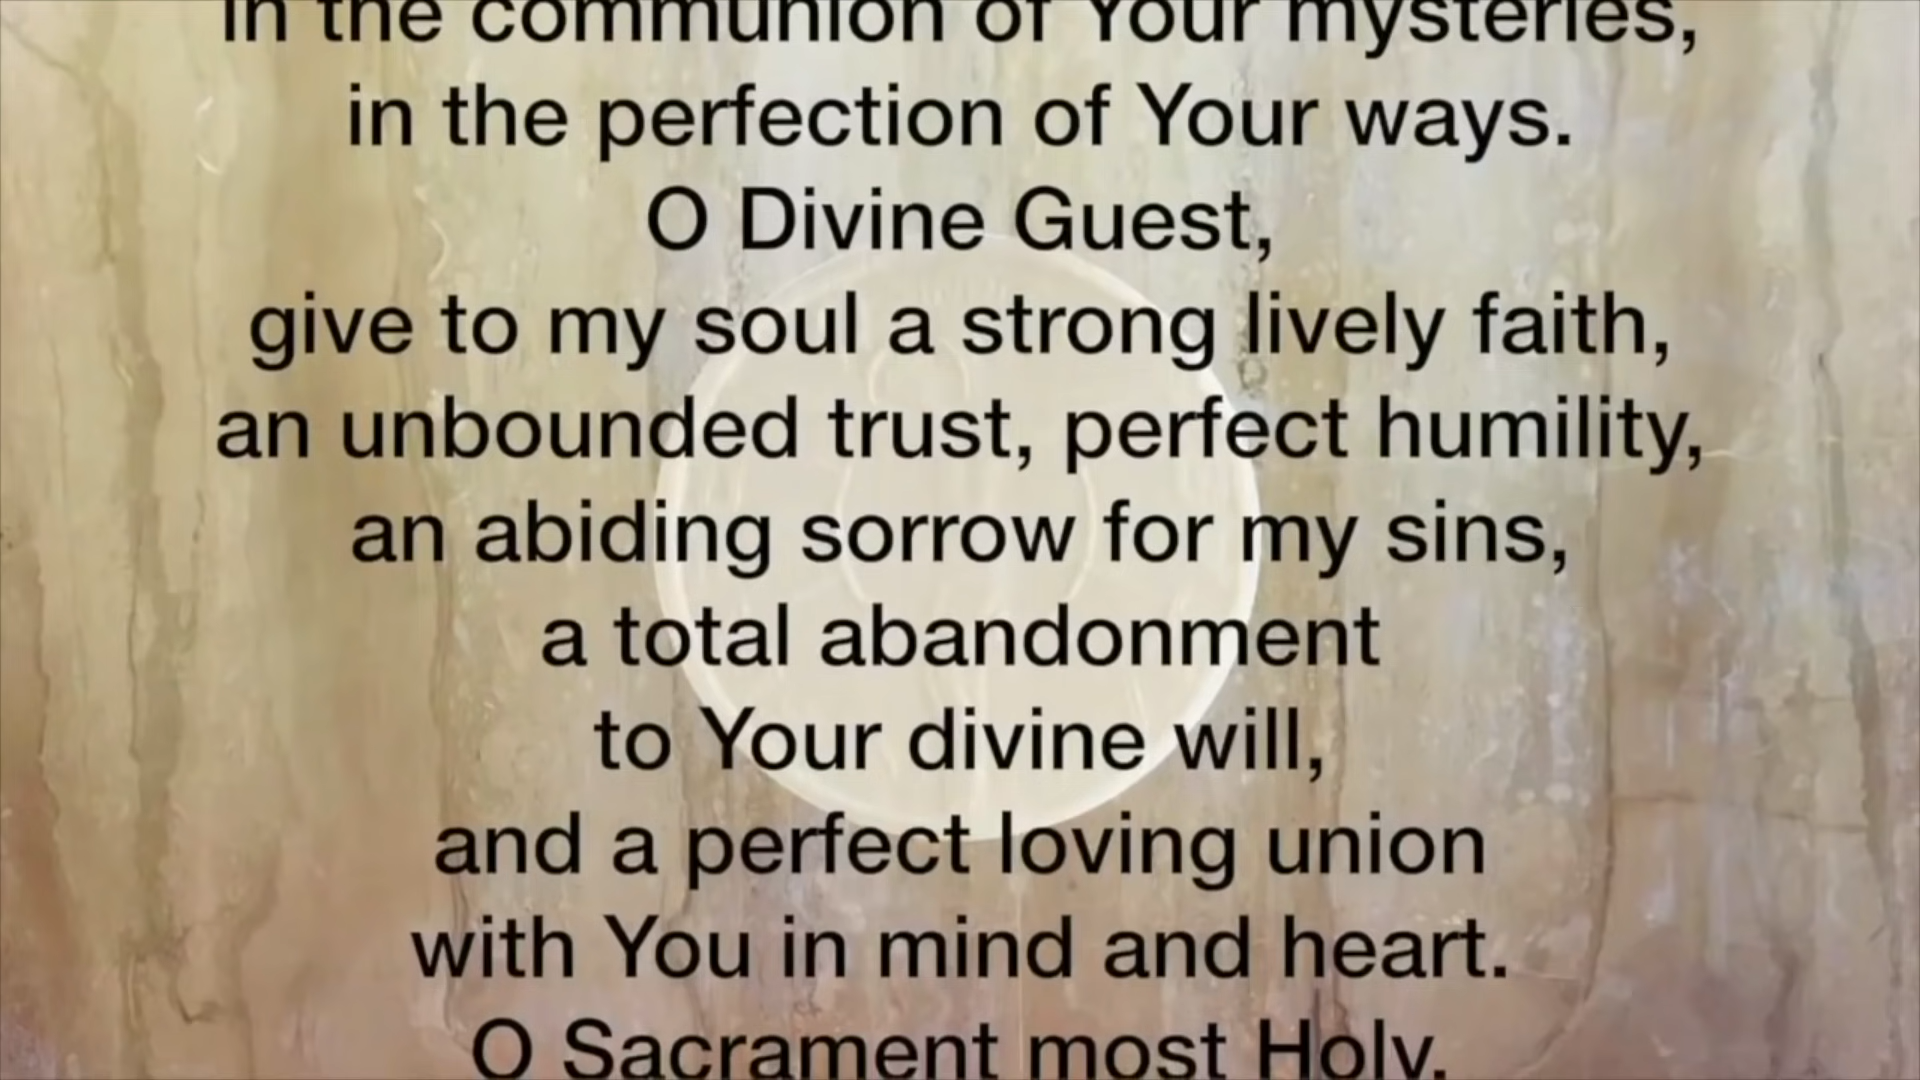 in the communion of Your mysteries,
in the perfection of Your ways.
O Divine Guest,
give to my soul a strong lively faith,
an unbounded trust, perfect humility,
an abiding sorrow for my sins,
a total abandonment
to Your divine will,
and a perfect loving union
with You in mind and heart.
O Sacrament most Holy,